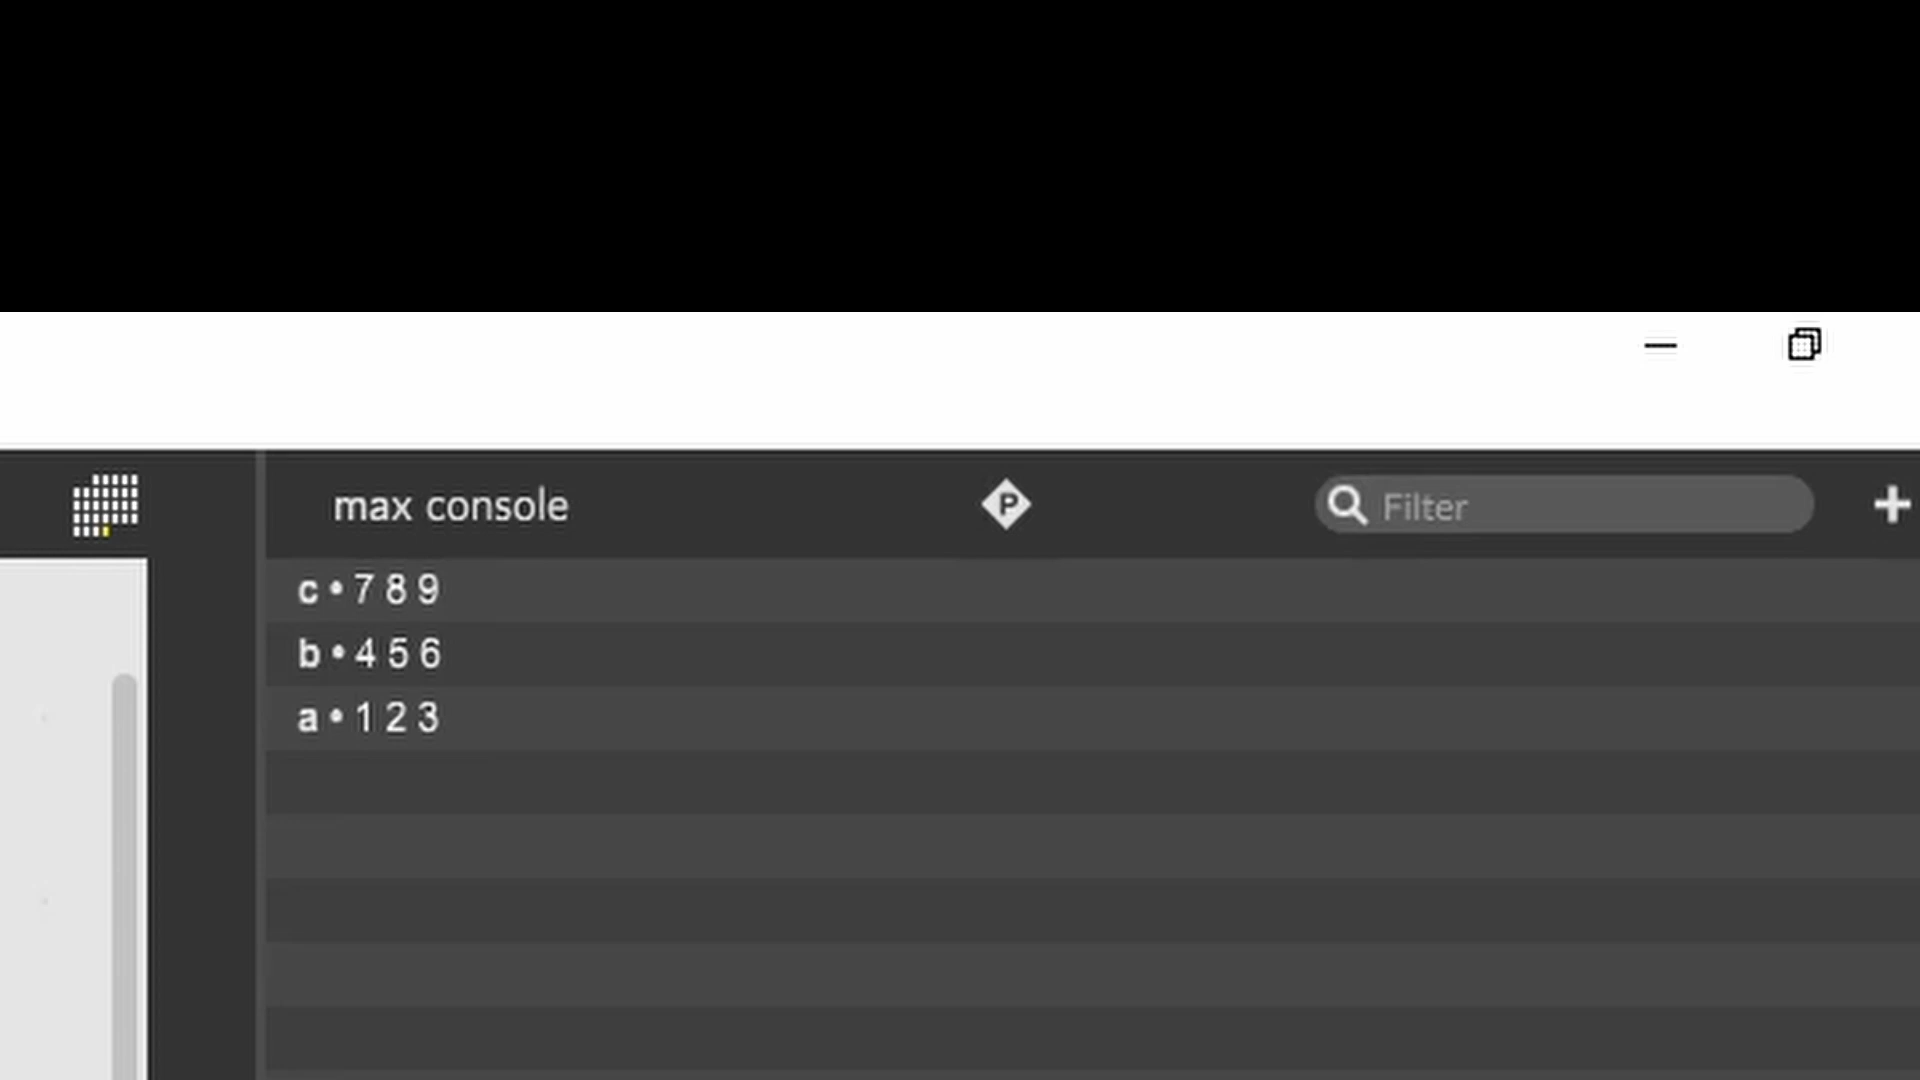 max console
P
Filter
c • 7 8 9
b • 4 5 6
a • 1 2 3